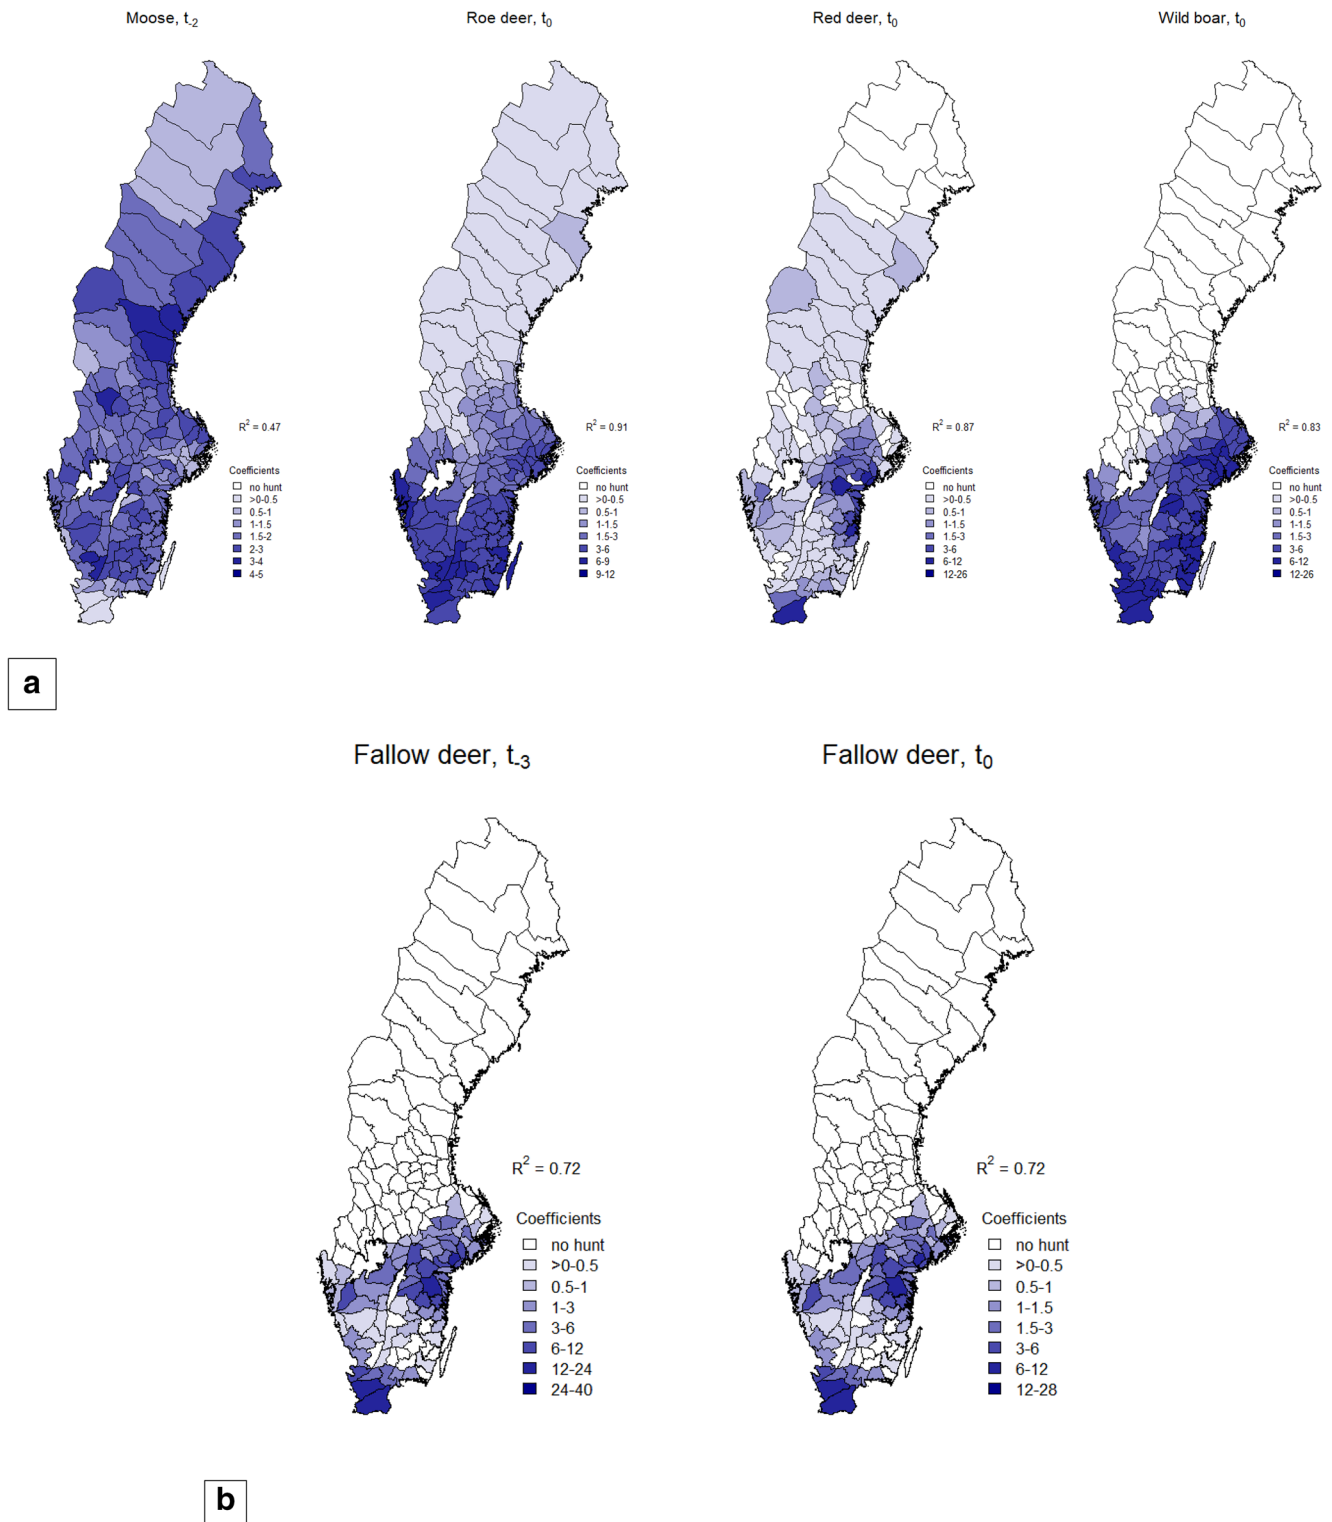 Moose, t-2
Roe deer, t0
Red deer, t0
Wild boar, t0
R2 = 0.47
Coefficients
no hunt
>0-0.5
0.5-1
1-1.5
1.5-2
2-3
3-4
4-5
R2 = 0.91
Coefficients
no hunt
>0-0.5
0.5-1
1-1.5
1.5-3
3-6
6-9
9-12
R2 = 0.87
Coefficients
no hunt
>0-0.5
0.5-1
1-1.5
1.5-3
3-6
6-12
12-26
R2 = 0.83
Coefficients
no hunt
>0-0.5
0.5-1
1-1.5
1.5-3
3-6
6-12
12-26
a
Fallow deer, t-3
Fallow deer, t0
R2 = 0.72
Coefficients
no hunt
>0-0.5
0.5-1
1-3
3-6
6-12
12-24
24-40
R2 = 0.72
Coefficients
no hunt
>0-0.5
0.5-1
1-1.5
1.5-3
3-6
6-12
12-28
b